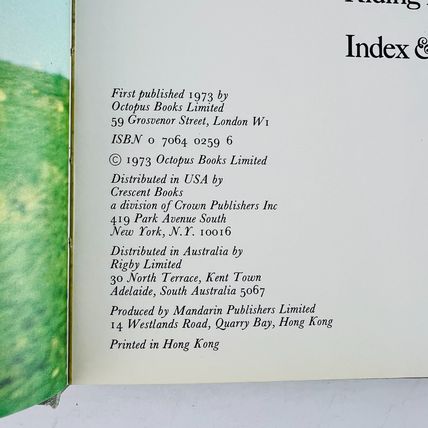 Riding
Index &
First published 1973 by
Octopus Books Limited
59 Grosvenor Street, London W1
ISBN 0 7064 0259 6
© 1973 Octopus Books Limited
Distributed in USA by
Crescent Books
a division of Crown Publishers Inc
419 Park Avenue South
New York, N.Y. 10016
Distributed in Australia by
Rigby Limited
30 North Terrace, Kent Town
Adelaide, South Australia 5067
Produced by Mandarin Publishers Limited
14 Westlands Road, Quarry Bay, Hong Kong
Printed in Hong Kong